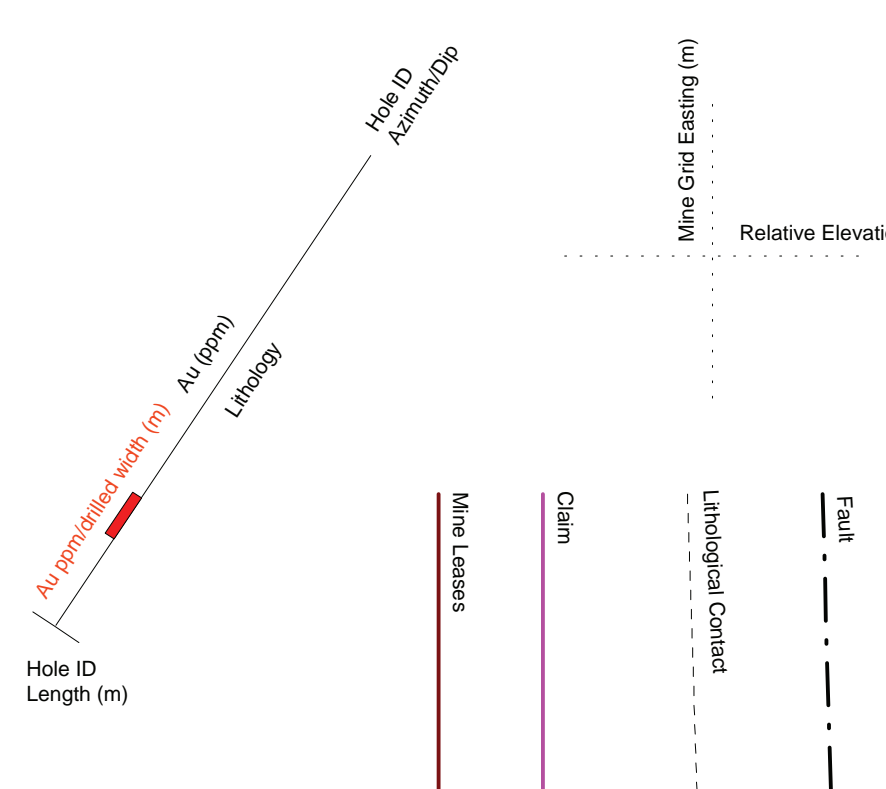 Hole ID
Azimuth/Dip
Mine Grid Easting (m)
Relative
Au (ppm)
Lithology
Au ppm/drilled width (m)
Hole ID
Length (m)
Mine Leases
Claim
Lithological Contact
Fault